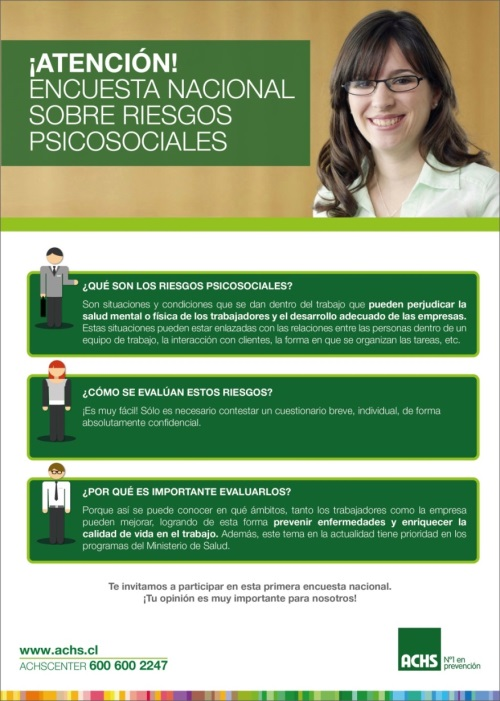 ¡ATENCIÓN!
ENCUESTA NACIONAL
SOBRE RIESGOS
PSICOSOCIALES
¿QUÉ SON LOS RIESGOS PSICOSOCIALES?
Son situaciones y condiciones que se dan dentro del trabajo que pueden perjudicar la
salud mental o física de los trabajadores y el desarrollo adecuado de las empresas.
Estas situaciones pueden estar enlazadas con las relaciones entre las personas dentro de un
equipo de trabajo, la interacción con clientes, la forma en que se organizan las tareas, etc.
¿CÓMO SE EVALÚAN ESTOS RIESGOS?
¡Es muy fácil! Sólo es necesario contestar un cuestionario breve, individual, de forma
absolutamente confidencial.
¿POR QUÉ ES IMPORTANTE EVALUARLOS?
Porque así se puede conocer en qué ámbitos, tanto los trabajadores como la empresa
pueden mejorar, logrando de esta forma prevenir enfermedades y enriquecer la
calidad de vida en el trabajo. Además, este tema en la actualidad tiene prioridad en los
programas del Ministerio de Salud.
Te invitamos a participar en esta primera encuesta nacional.
¡Tu opinión es muy importante para nosotros!
www.achs.cl
ACHSCENTER 600 600 2247
ACHS
Nº1 en
prevención